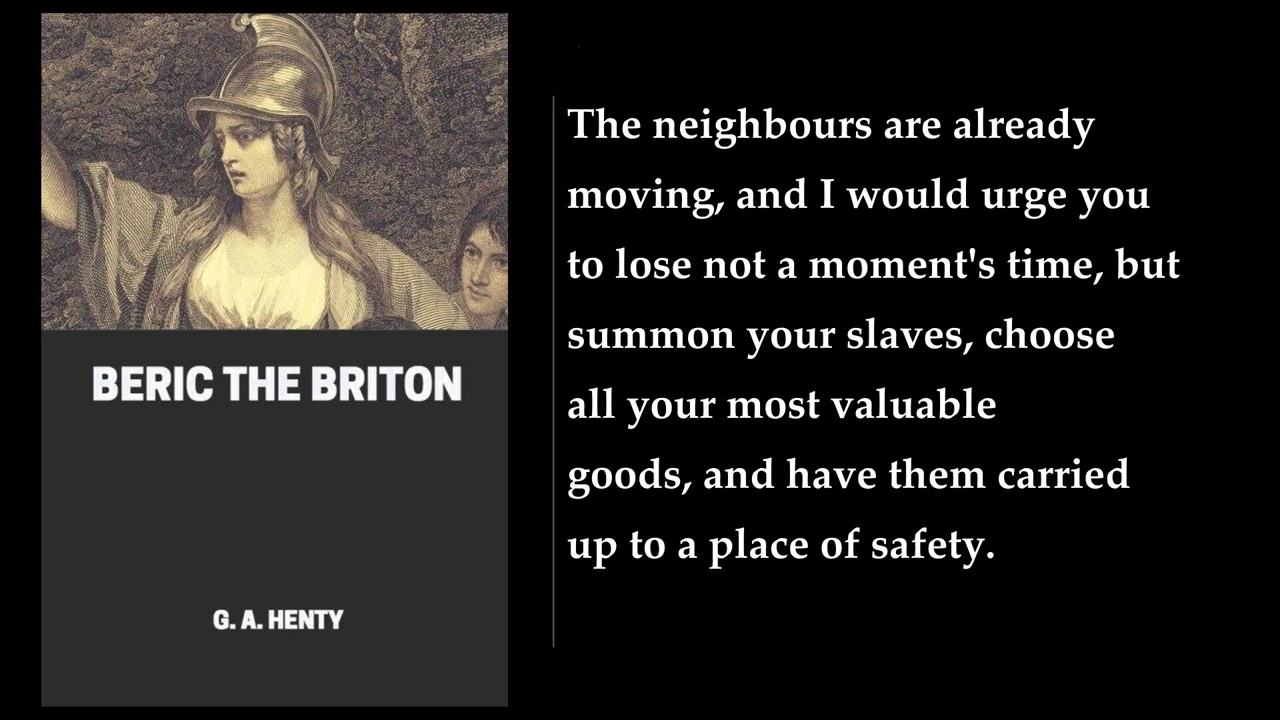 BERIC THE BRITON
G. A. HENTY
The neighbours are already
moving, and I would urge you
to lose not a moment's time, but
summon your slaves, choose
all your most valuable
goods, and have them carried
up to a place of safety.